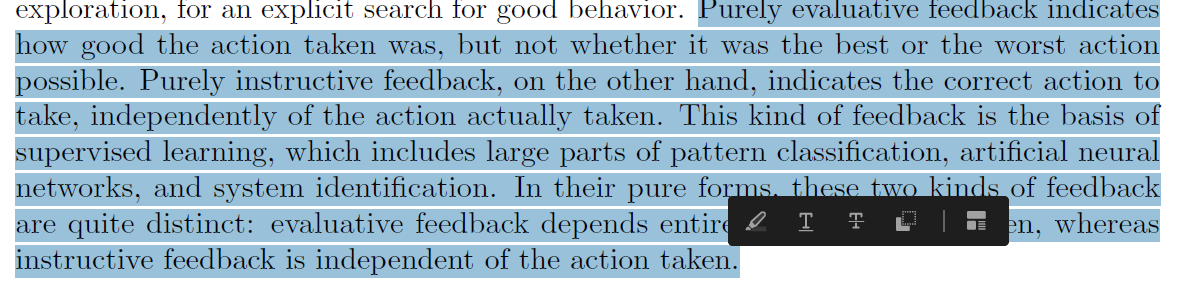 exploration, for an explicit search for good behavior. Purely evaluative feedback indicates
how good the action taken was, but not whether it was the best or the worst action
possible. Purely instructive feedback, on the other hand, indicates the correct action to
take, independently of the action actually taken. This kind of feedback is the basis of
supervised learning, which includes large parts of pattern classification, artificial neural
networks, and system identification. In their pure forms, these two kinds of feedback
are quite distinct: evaluative feedback depends whereas
instructive feedback is independent of the action taken.